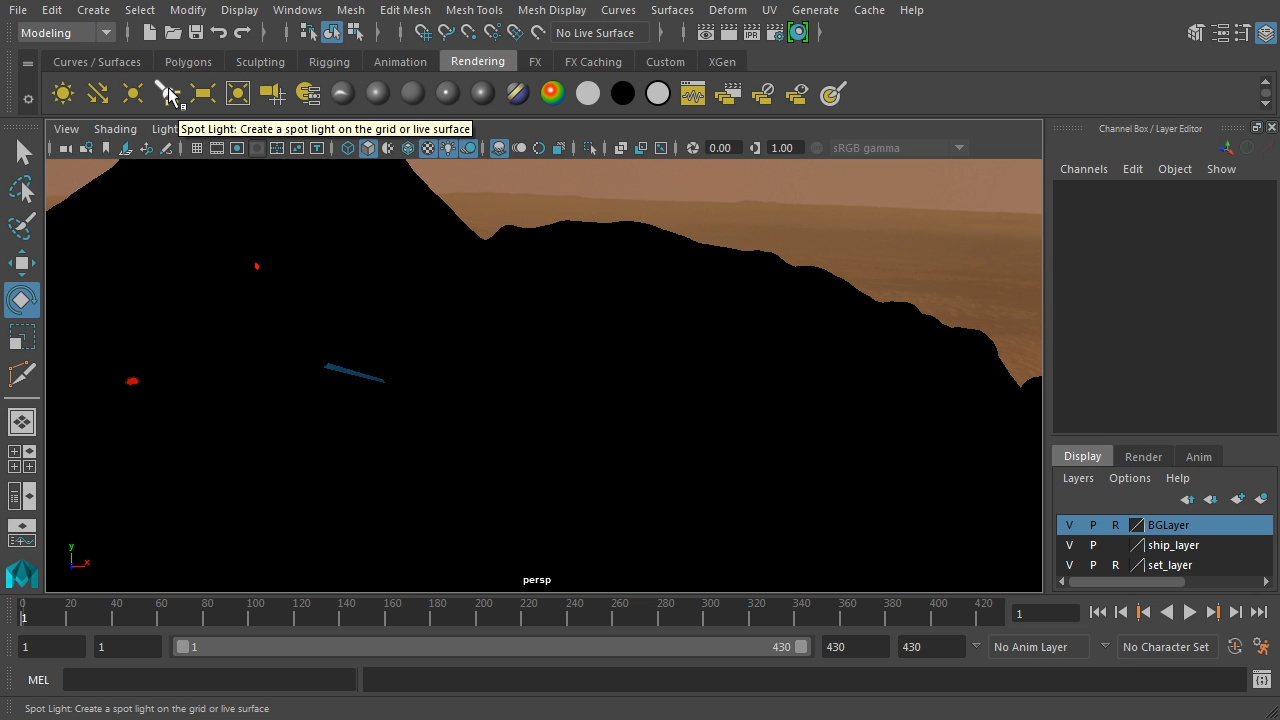 File Edit Create Select Modify Display Windows Mesh Edit Mesh Mesh Tools Mesh Display Curves Surfaces Deform UV Generate Cache Help
Modeling No Live Surface
Curves / Surfaces Polygons Sculpting Rigging Animation Rendering FX FX Caching Custom XGen
View Shading Light
Spot Light: Create a spot light on the grid or live surface
Channel Box / Layer Editor
0.00 1.00 sRGB gamma
Channels Edit Object Show
y
x
persp
Display Render Anim
Layers Options Help
V P R BGLayer
V P ship_layer
V P R set_layer
0 20 40 60 80 100 120 140 160 180 200 220 240 260 280 300 320 340 360 380 400 420
1
1
1 1 1 430 430 430 No Anim Layer No Character Set
MEL
Spot Light: Create a spot light on the grid or live surface